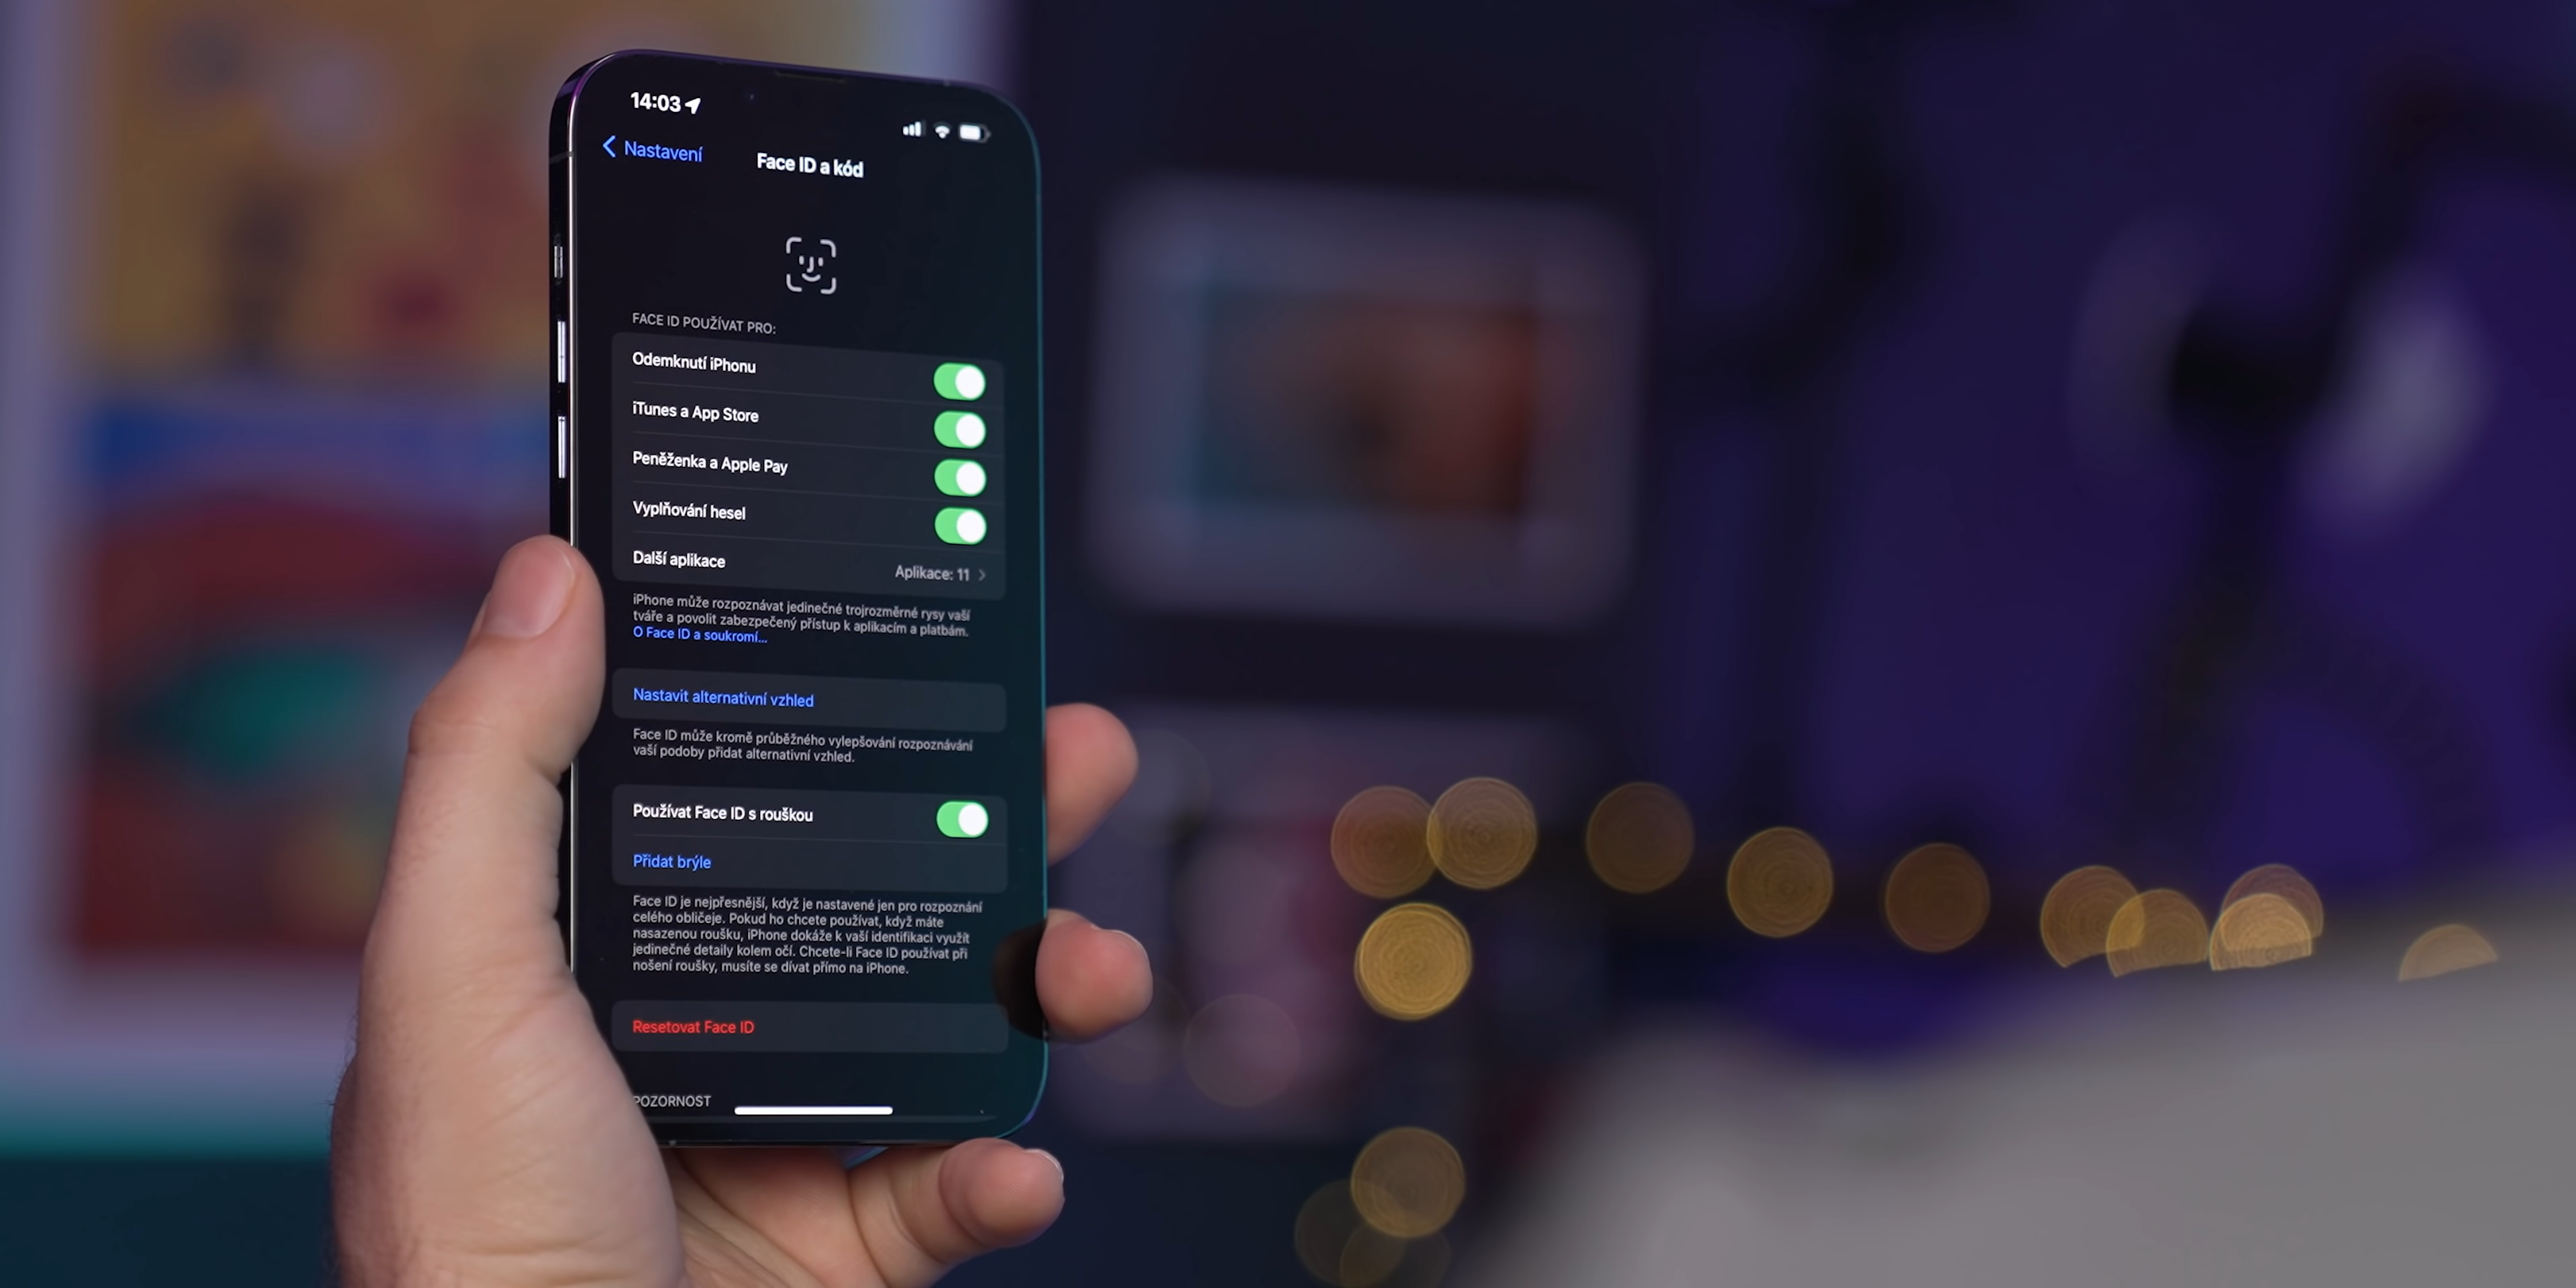 14:03
Nastavení
Face ID a kód
FACE ID POUŽÍVAT PRO:
Odemknutí iPhonu
iTunes a App Store
Peněženka a Apple Pay
Vyplňování hesel
Další aplikace Aplikace: 11
iPhone může rozpoznávat jedinečné trojrozměrné rysy vaší
tváře a povolit zabezpečený přístup k aplikacím a platbám.
O Face ID a soukromí...
Nastavit alternativní vzhled
Face ID může kromě průběžného vylepšování rozpoznávání
vaší podoby přidat alternativní vzhled.
Používat Face ID s rouškou
Přidat brýle
Face ID je nejpřesnější, když je nastavené jen pro rozpoznání
celého obličeje. Pokud ho chcete používat, když máte
nasazenou roušku, iPhone dokáže k vaší identifikaci využít
jedinečné detaily kolem očí. Chcete-li Face ID používat při
nošení roušky, musíte se dívat přímo na iPhone.
Resetovat Face ID
POZORNOST